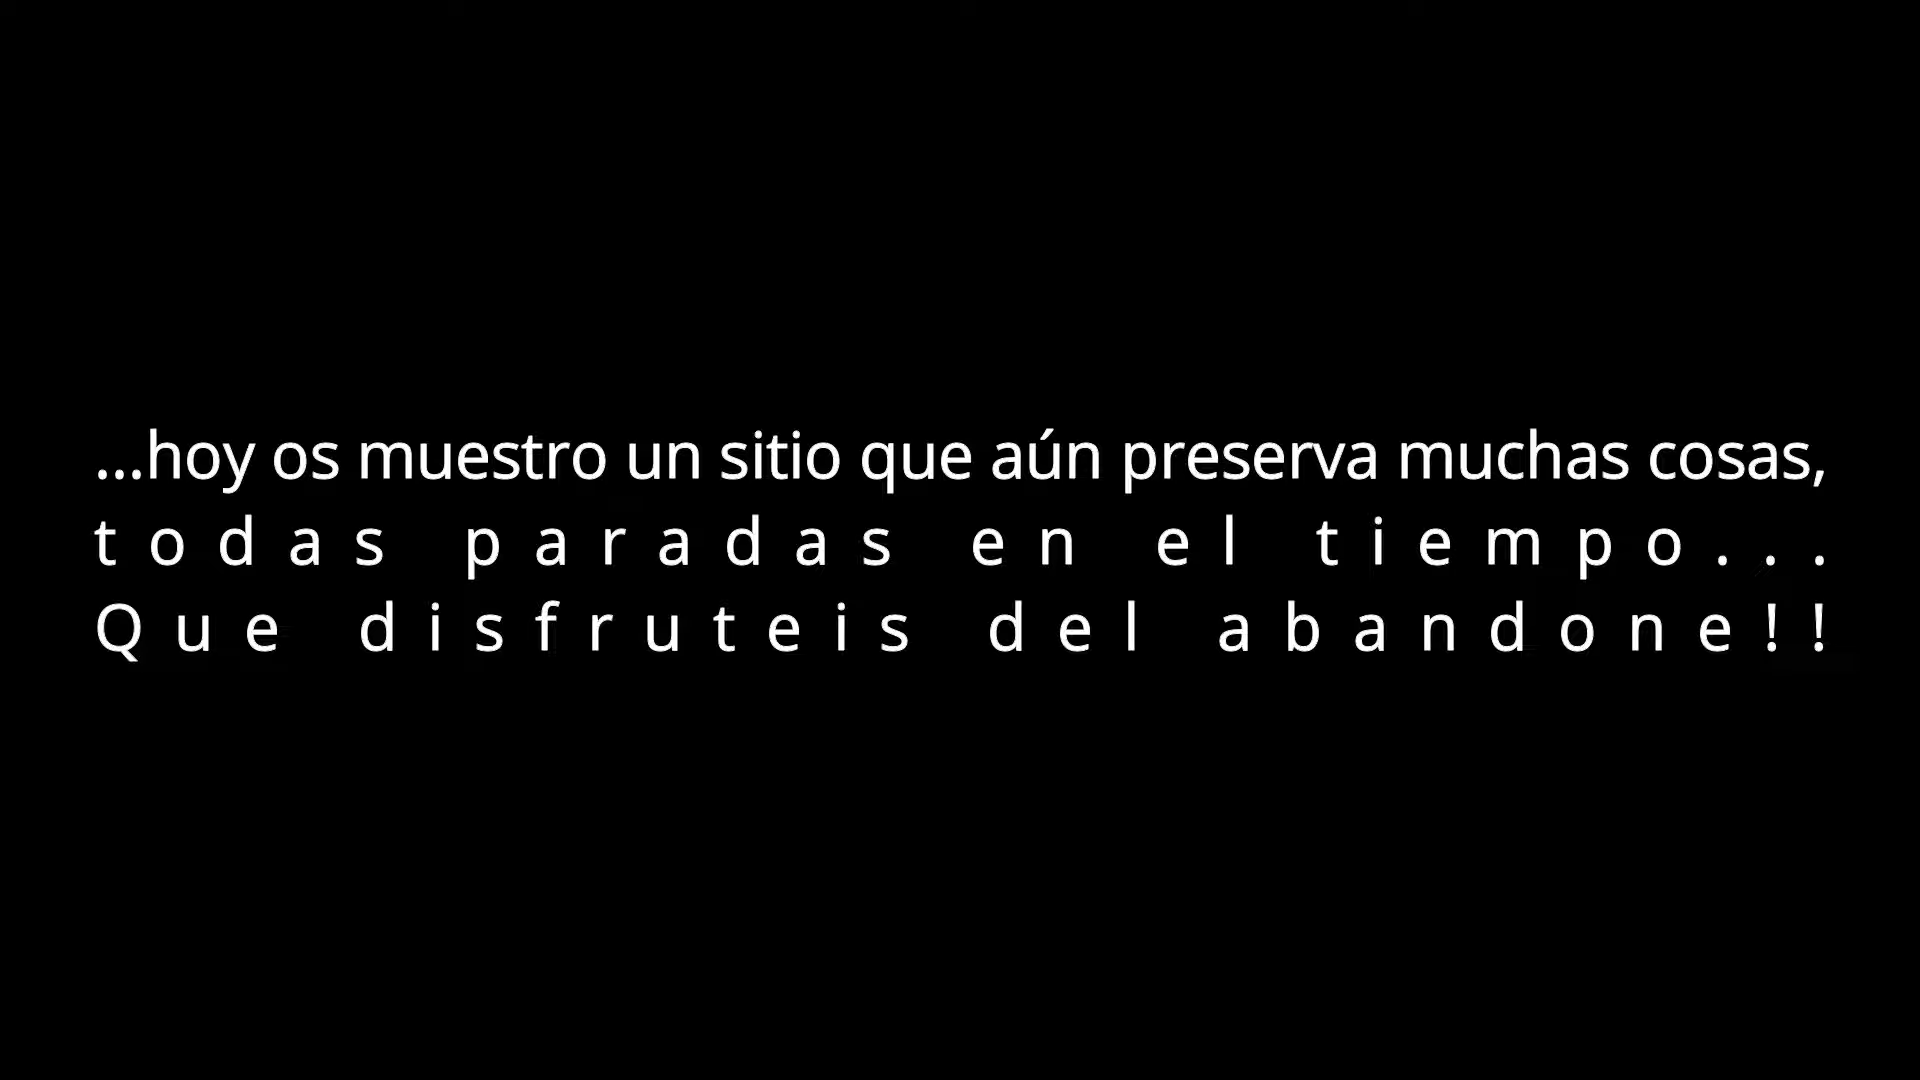 ...hoy os muestro un sitio que aún preserva muchas cosas,
todas paradas en el tiempo...
Que disfruteis del abandone!!